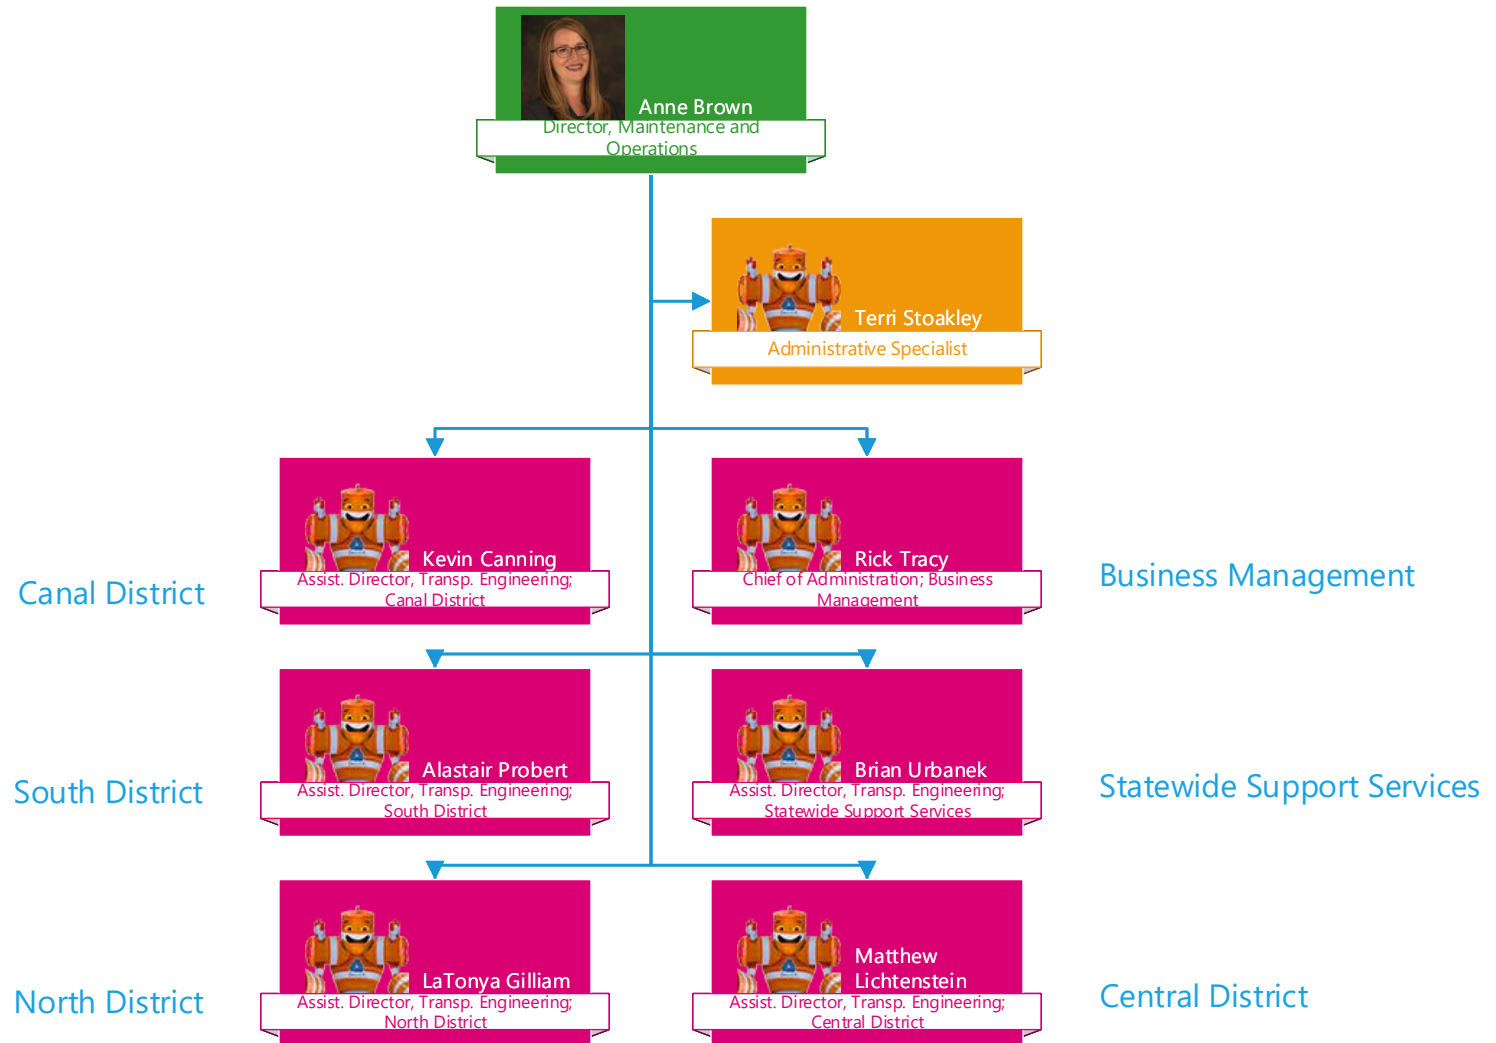 Anne Brown
Director, Maintenance and
Operations
Terri Stoakley
Administrative Specialist
Canal District
Kevin Canning
Assist. Director, Transp. Engineering;
Canal District
Rick Tracy
Chief of Administration; Business
Management
Business Management
South District
Alastair Probert
Assist. Director, Transp. Engineering;
South District
Brian Urbanek
Assist. Director, Transp. Engineering;
Statewide Support Services
Statewide Support Services
North District
LaTonya Gilliam
Assist. Director, Transp. Engineering;
North District
Matthew
Lichtenstein
Assist. Director, Transp. Engineering;
Central District
Central District